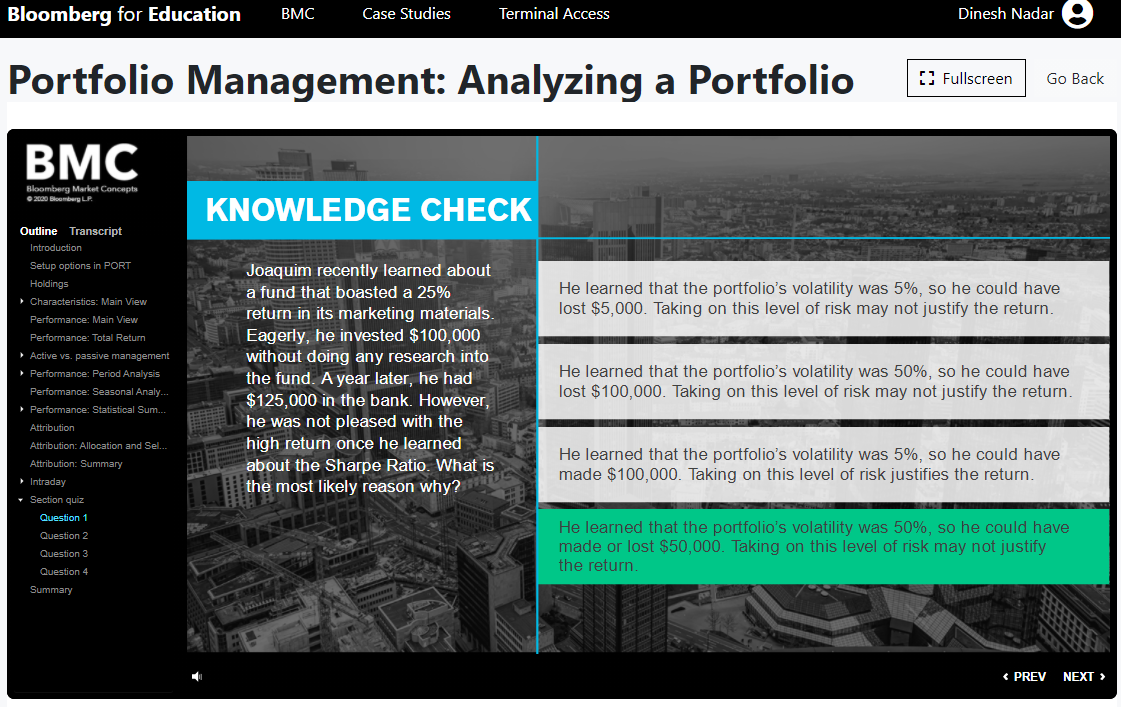 Bloomberg for Education
BMC
Case Studies
Terminal Access
Dinesh Nadar
Portfolio Management: Analyzing a Portfolio
Fullscreen
Go Back
BMC
Bloomberg Market Concepts
© 2020 Bloomberg L.P.
Outline
Transcript
Introduction
Setup options in PORT
Holdings
Characteristics: Main View
Performance: Main View
Performance: Total Return
Active vs. passive management
Performance: Period Analysis
Performance: Seasonal Analy...
Performance: Statistical Sum...
Attribution
Attribution: Allocation and Sel...
Attribution: Summary
Intraday
Section quiz
Question 1
Question 2
Question 3
Question 4
Summary
KNOWLEDGE CHECK
Joaquim recently learned about
a fund that boasted a 25%
return in its marketing materials.
Eagerly, he invested $100,000
without doing any research into
the fund. A year later, he had
$125,000 in the bank. However,
he was not pleased with the
high return once he learned
about the Sharpe Ratio. What is
the most likely reason why?
He learned that the portfolio's volatility was 5%, so he could have
lost $5,000. Taking on this level of risk may not justify the return.
He learned that the portfolio's volatility was 50%, so he could have
lost $100,000. Taking on this level of risk may not justify the return.
He learned that the portfolio's volatility was 5%, so he could have
made $100,000. Taking on this level of risk justifies the return.
He learned that the portfolio's volatility was 50%, so he could have
made or lost $50,000. Taking on this level of risk may not justify
the return.
‹ PREV
NEXT ›